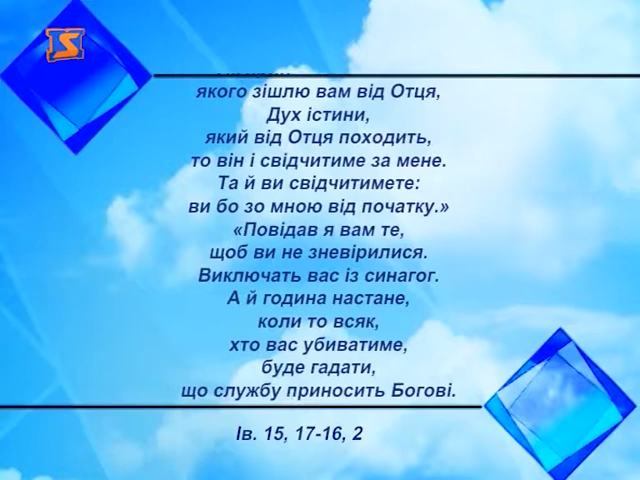 якого зішлю вам від Отця,
Дух істини,
який від Отця походить,
то він і свідчитиме за мене.
Та й ви свідчитимете:
ви бо зо мною від початку.»
«Повідав я вам те,
щоб ви не зневірилися.
Виключать вас із синагог.
А й година настане,
коли то всяк,
хто вас убиватиме,
буде гадати,
що службу приносить Богові.
Ів. 15, 17-16, 2